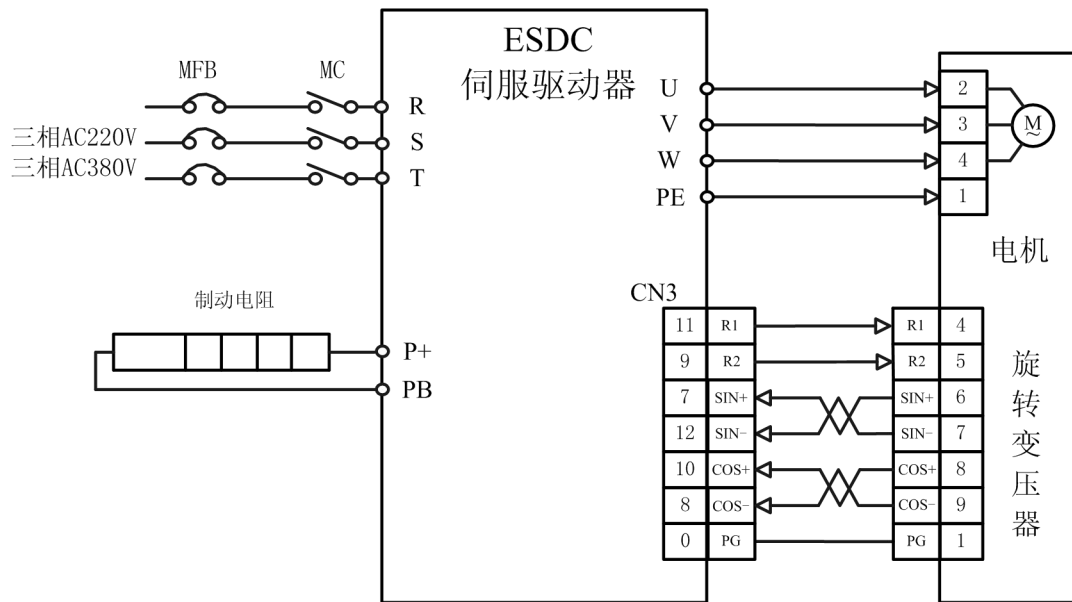 ESDC
伺服驱动器
MFB
MC
R
三相AC220V
S
三相AC380V
T
U
V
W
PE
2
3
4
1
M
~
电机
制动电阻
P+
PB
CN3
11 R1
9 R2
7 SIN+
12 SIN-
10 COS+
8 COS-
0 PG
R1 4
R2 5
SIN+ 6
SIN- 7
COS+ 8
COS- 9
PG 1
旋转变压器